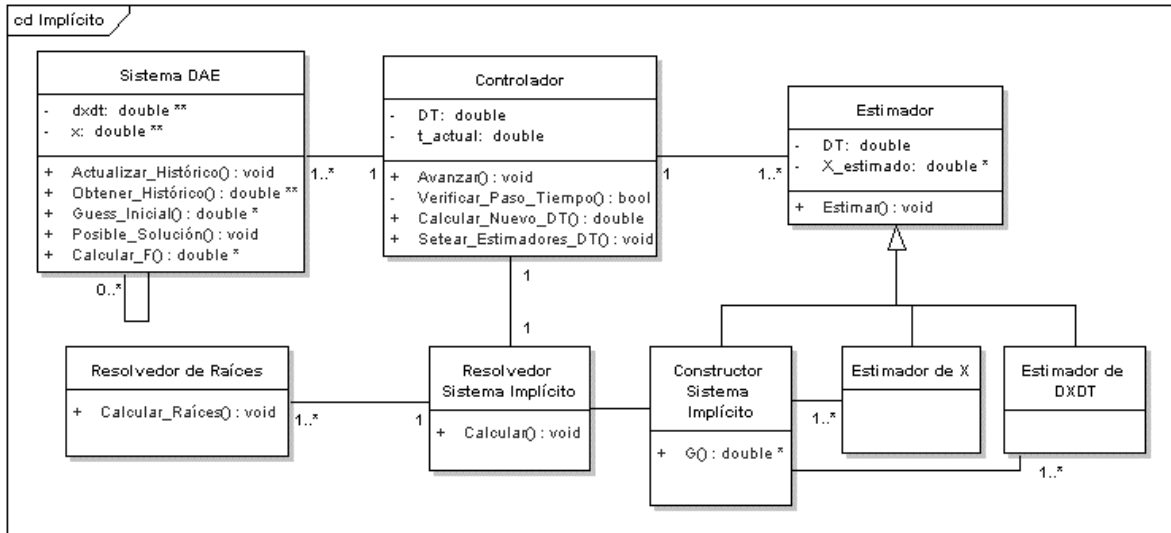 cd Implícito
Sistema DAE
- dxdt: double **
- x: double **
+ Actualizar_Histórico() : void
+ Obtener_Histórico() : double **
+ Guess_Inicial() : double *
+ Posible_Solución() : void
+ Calcular_F() : double *
0..*
1..*
1
Controlador
- DT: double
- t_actual: double
+ Avanzar() : void
- Verificar_Paso_Tiempo() : bool
+ Calcular_Nuevo_DT() : double
+ Setear_Estimadores_DT() : void
1
1..*
Estimador
- DT: double
- X_estimado: double *
+ Estimar() : void
1
1
Resolvedor de Raíces
+ Calcular_Raíces() : void
1..*
1
Resolvedor
Sistema Implícito
+ Calcular() : void
Constructor
Sistema
Implícito
+ G() : double *
1..*
1..*
Estimador de X
Estimador de
DXDT